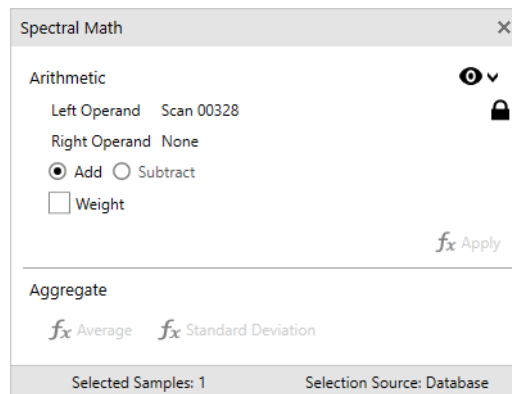 Spectral Math
Arithmetic
Left Operand Scan 00328
Right Operand None
Add Subtract
Weight
fx Apply
Aggregate
fx Average fx Standard Deviation
Selected Samples: 1 Selection Source: Database